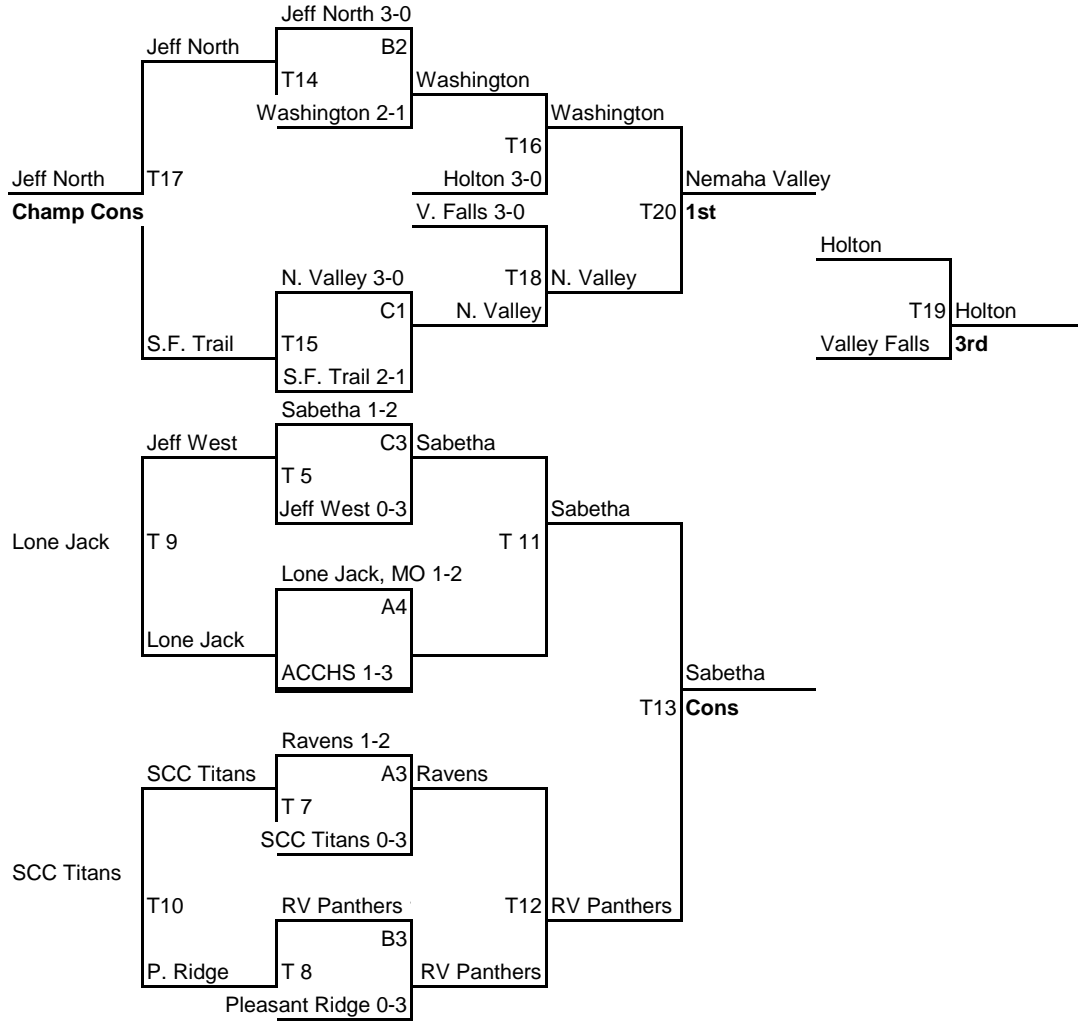 Jeff North 3-0
Jeff North
B2
T14
Washington
Washington 2-1
Washington
T16
Jeff North
T17
Holton 3-0
Nemaha Valley
Champ Cons
V. Falls 3-0
T20
1st
Holton
N. Valley 3-0
T18
N. Valley
C1
N. Valley
T19
Holton
S.F. Trail
T15
Valley Falls
3rd
S.F. Trail 2-1
Sabetha 1-2
Jeff West
C3
Sabetha
T 5
Jeff West 0-3
Sabetha
Lone Jack
T 9
T 11
Lone Jack, MO 1-2
A4
Lone Jack
ACCHS 1-3
Sabetha
T13
Cons
Ravens 1-2
SCC Titans
A3
Ravens
T 7
SCC Titans 0-3
SCC Titans
T10
RV Panthers
T12
RV Panthers
B3
P. Ridge
T 8
RV Panthers
Pleasant Ridge 0-3